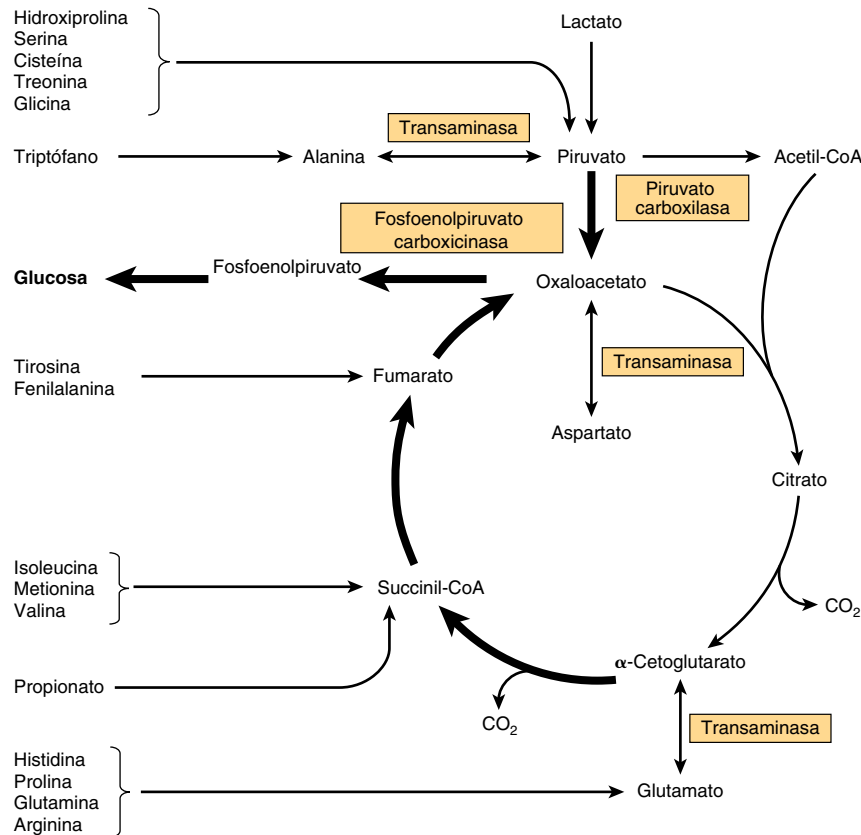 Hidroxiprolina
Serina
Cisteína
Treonina
Glicina
Lactato
Transaminasa
Triptófano
Alanina
Piruvato
Acetil-CoA
Piruvato
carboxilasa
Fosfoenolpiruvato
carboxicinasa
Glucosa
Fosfoenolpiruvato
Oxaloacetato
Tirosina
Fenilalanina
Fumarato
Transaminasa
Aspartato
Citrato
Isoleucina
Metionina
Valina
Succinil-CoA
CO₂
α-Cetoglutarato
Propionato
CO₂
Transaminasa
Histidina
Prolina
Glutamina
Arginina
Glutamato